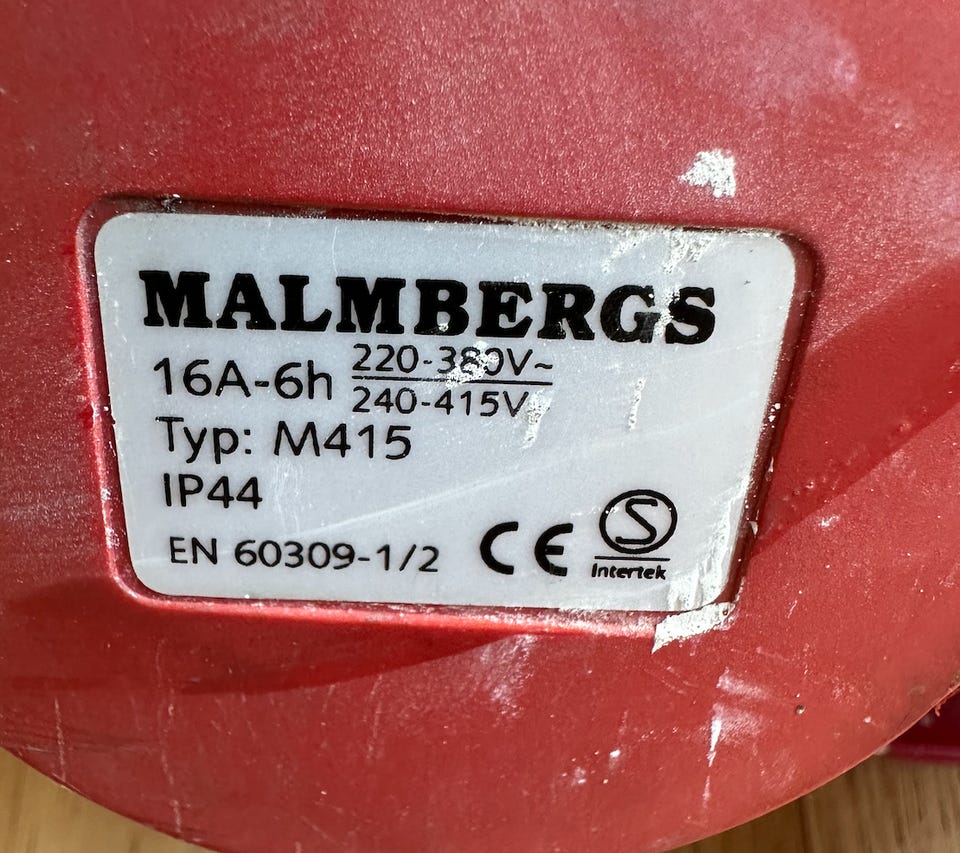 MALMBERGS
16A-6h 220-380V~
240-415V
Typ: M415
IP44
EN 60309-1/2 CE S
Intertek